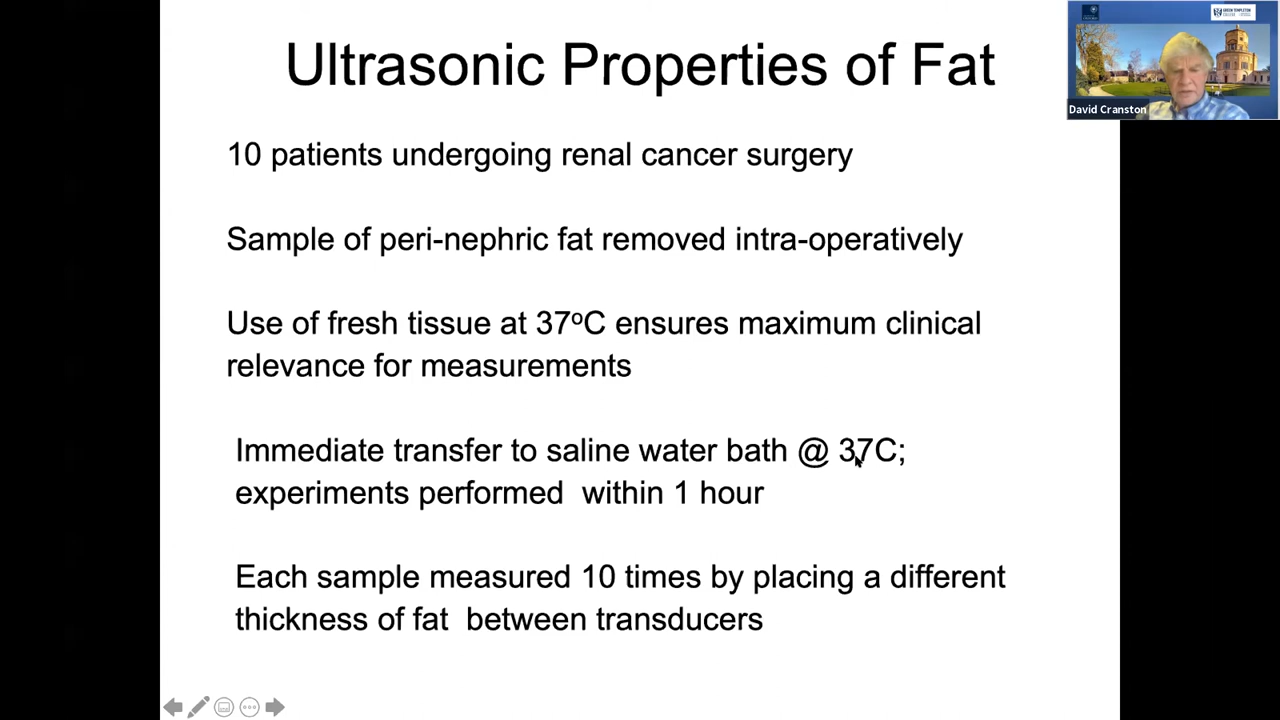 Ultrasonic Properties of Fat
10 patients undergoing renal cancer surgery
Sample of peri-nephric fat removed intra-operatively
Use of fresh tissue at 37ºC ensures maximum clinical
relevance for measurements
Immediate transfer to saline water bath @ 37C;
experiments performed  within 1 hour
Each sample measured 10 times by placing a different
thickness of fat  between transducers
GREEN TEMPLETON
COLLEGE
David Cranston